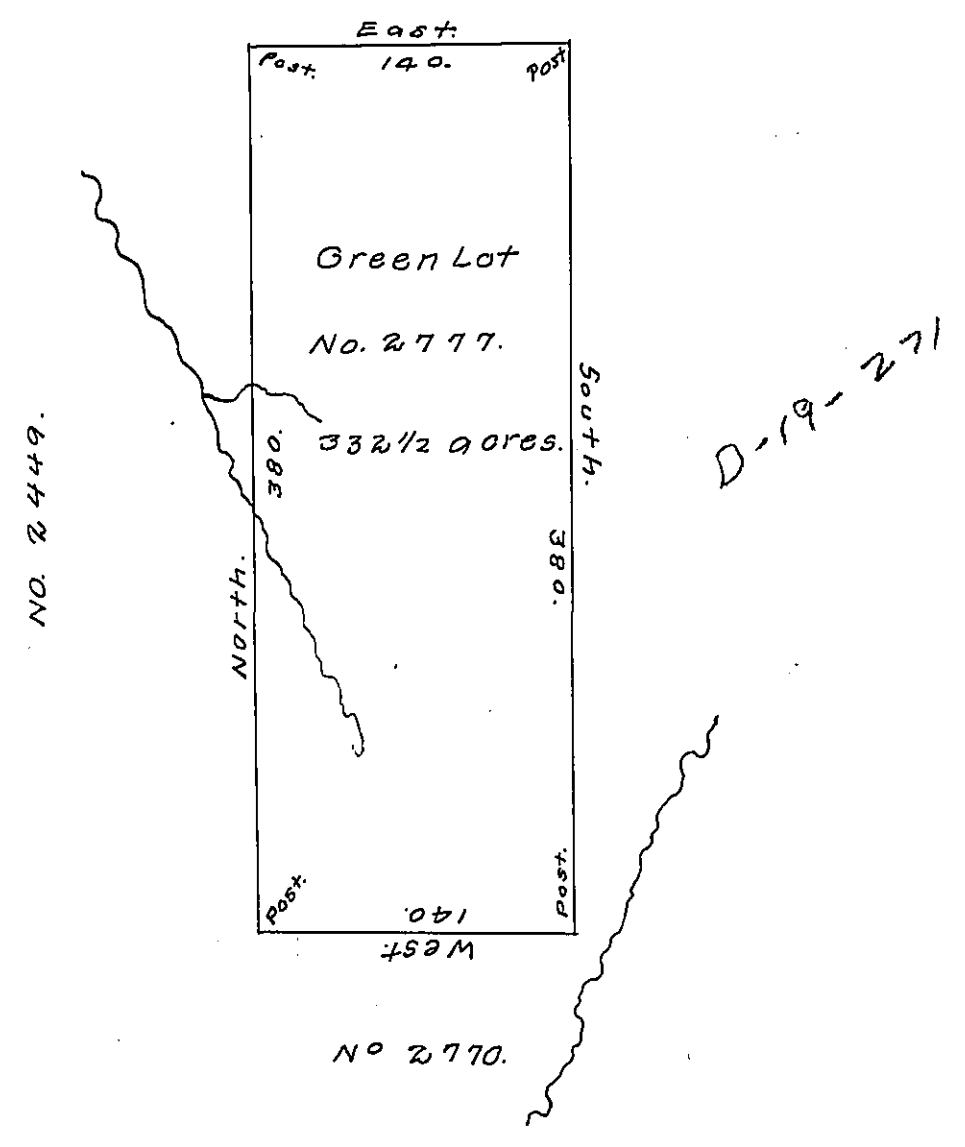 East.
Post. 140. Post
Green Lot
No. 2777.
332 1/2 acres.
380.
North.
South.
380.
NO. 2449.
D-19-271
Post. Post.
140.
West
No 2770.